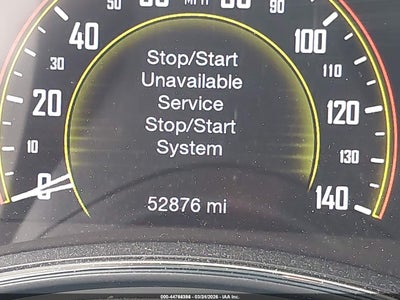 MPH
40
100
30
110
20
120
10
130
0
140
Stop/Start
Unavailable
Service
Stop/Start
System
52876 mi